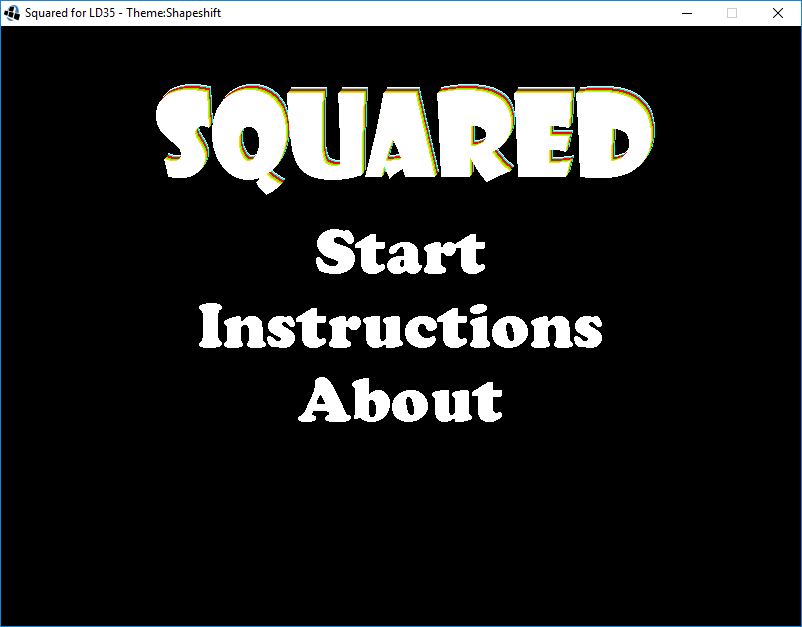 Squared for LD35 - Theme:Shapeshift
SQUARED
Start
Instructions
About